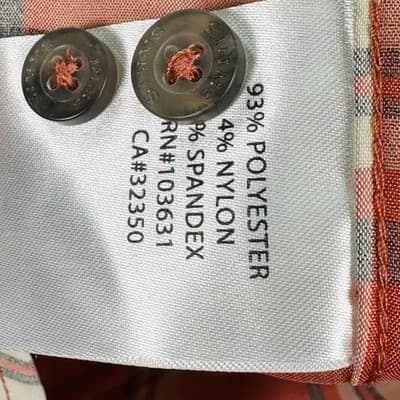 93% POLYESTER
4% NYLON
% SPANDEX
RN#103631
CA#32350